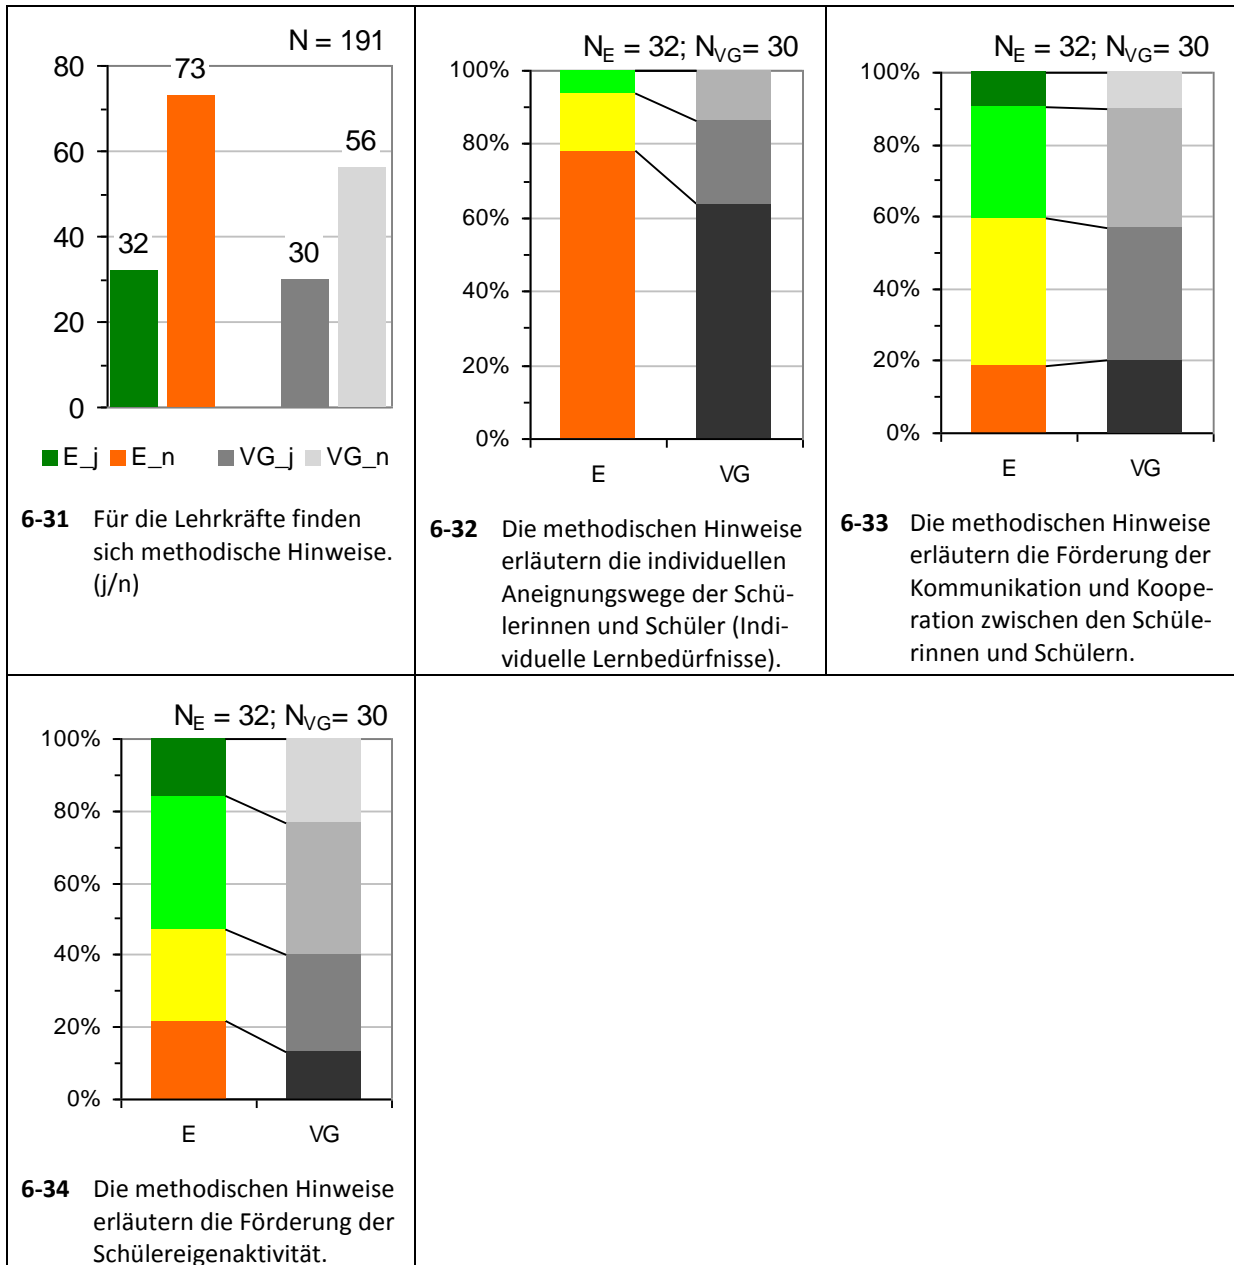 N = 191
80
60
40
20
0
73
32
30
56
E_j E_n VG_j VG_n
6-31 Für die Lehrkräfte finden
sich methodische Hinweise.
(j/n)
N_E = 32; N_VG= 30
100%
80%
60%
40%
20%
0%
E VG
6-32 Die methodischen Hinweise
erläutern die individuellen
Aneignungswege der Schü-
lerinnen und Schüler (Indi-
viduelle Lernbedürfnisse).
N_E = 32; N_VG= 30
100%
80%
60%
40%
20%
0%
E VG
6-33 Die methodischen Hinweise
erläutern die Förderung der
Kommunikation und Koope-
ration zwischen den Schüle-
rinnen und Schülern.
N_E = 32; N_VG= 30
100%
80%
60%
40%
20%
0%
E VG
6-34 Die methodischen Hinweise
erläutern die Förderung der
Schülereigenaktivität.